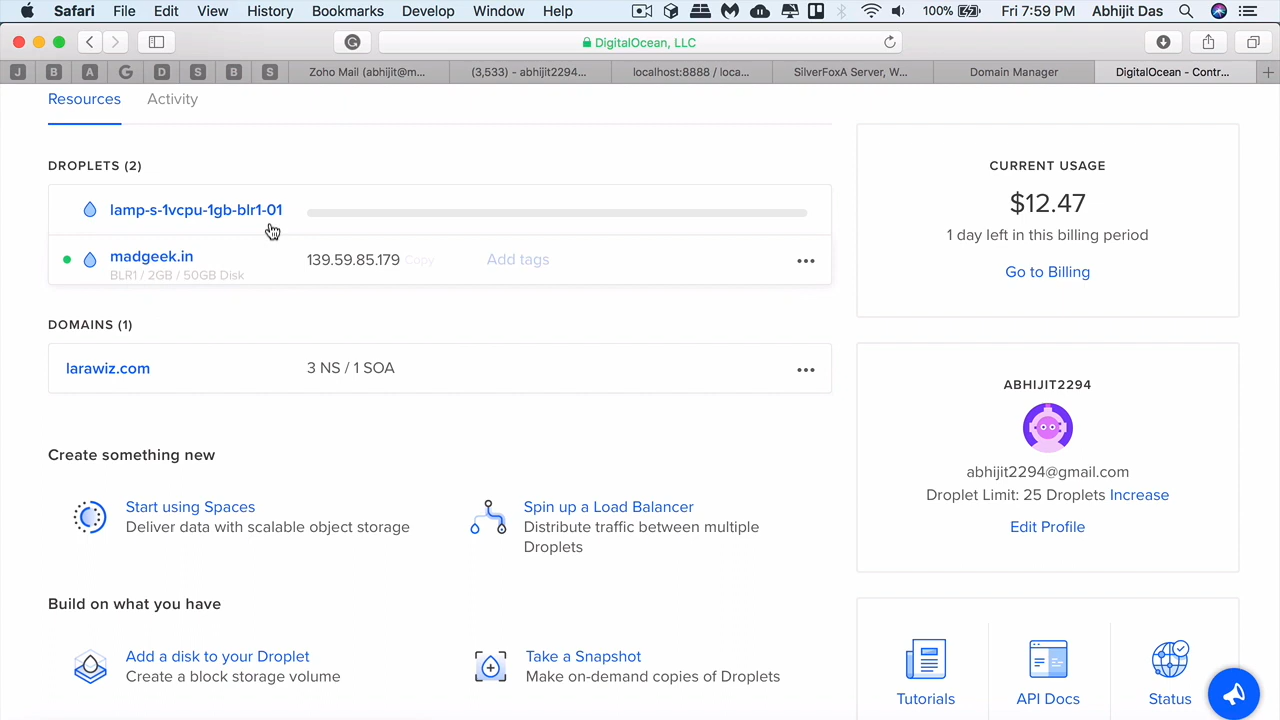 Safari File Edit View History Bookmarks Develop Window Help 100% Fri 7:59 PM Abhijit Das
DigitalOcean, LLC
J B A G D S B S Zoho Mail (abhijit@m... (3,533) - abhijit2294... localhost:8888 / loca... SilverFoxA Server, W... Domain Manager DigitalOcean - Contr...
Resources Activity
DROPLETS (2)
lamp-s-1vcpu-1gb-blr1-01
madgeek.in 139.59.85.179 Copy Add tags
BLR1 / 2GB / 50GB Disk
DOMAINS (1)
larawiz.com 3 NS / 1 SOA
Create something new
Start using Spaces
Deliver data with scalable object storage
Spin up a Load Balancer
Distribute traffic between multiple
Droplets
Build on what you have
Add a disk to your Droplet
Create a block storage volume
Take a Snapshot
Make on-demand copies of Droplets
CURRENT USAGE
$12.47
1 day left in this billing period
Go to Billing
ABHIJIT2294
abhijit2294@gmail.com
Droplet Limit: 25 Droplets Increase
Edit Profile
Tutorials API Docs Status